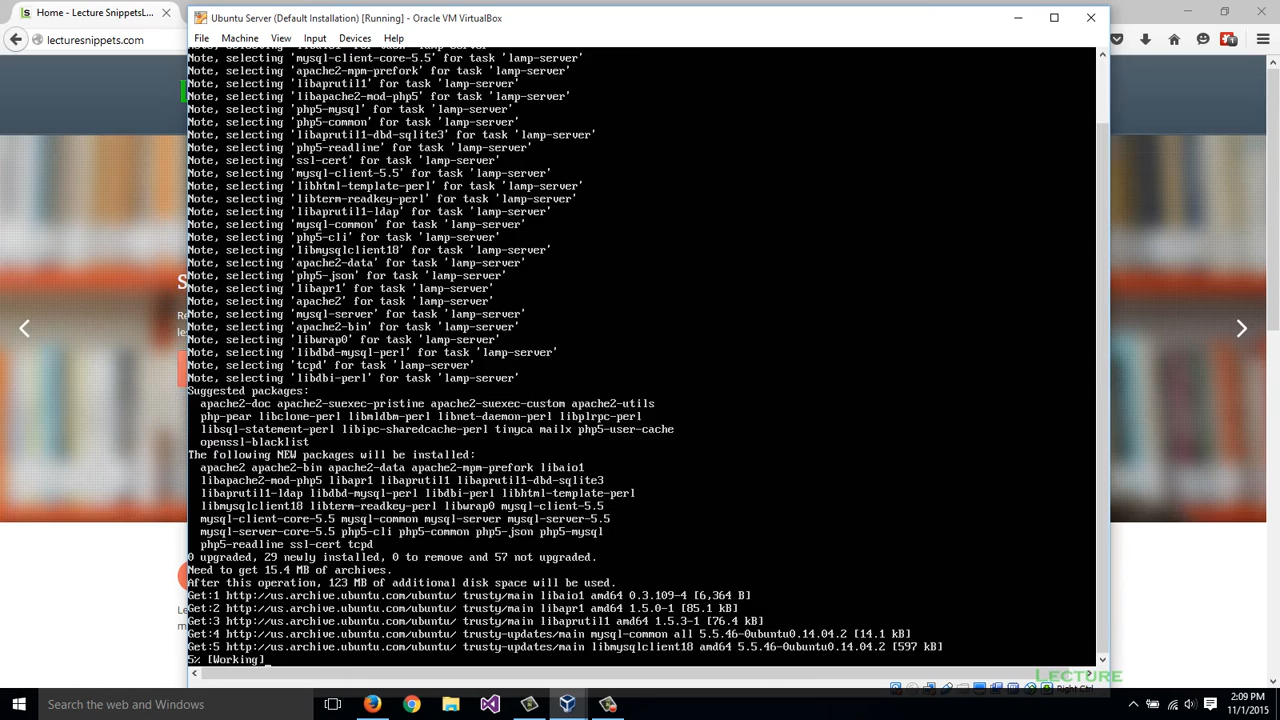 Home - Lecture SnippetsL...
lecturesnippets.com
Ubuntu Server (Default Installation) [Running] - Oracle VM VirtualBox
File Machine View Input Devices Help
Note, selecting 'mysql-client-core-5.5' for task 'lamp-server'
Note, selecting 'apache2-mpm-prefork' for task 'lamp-server'
Note, selecting 'libaprutil1' for task 'lamp-server'
Note, selecting 'libapache2-mod-php5' for task 'lamp-server'
Note, selecting 'php5-mysql' for task 'lamp-server'
Note, selecting 'php5-common' for task 'lamp-server'
Note, selecting 'libaprutil1-dbd-sqlite3' for task 'lamp-server'
Note, selecting 'php5-readline' for task 'lamp-server'
Note, selecting 'ssl-cert' for task 'lamp-server'
Note, selecting 'mysql-client-5.5' for task 'lamp-server'
Note, selecting 'libhtml-template-perl' for task 'lamp-server'
Note, selecting 'libterm-readkey-perl' for task 'lamp-server'
Note, selecting 'libaprutil1-ldap' for task 'lamp-server'
Note, selecting 'mysql-common' for task 'lamp-server'
Note, selecting 'php5-cli' for task 'lamp-server'
Note, selecting 'libmysqlclient18' for task 'lamp-server'
Note, selecting 'apache2-data' for task 'lamp-server'
Note, selecting 'php5-json' for task 'lamp-server'
Note, selecting 'libapr1' for task 'lamp-server'
Note, selecting 'apache2' for task 'lamp-server'
Note, selecting 'mysql-server' for task 'lamp-server'
Note, selecting 'apache2-bin' for task 'lamp-server'
Note, selecting 'libwrap0' for task 'lamp-server'
Note, selecting 'libdbd-mysql-perl' for task 'lamp-server'
Note, selecting 'tcpd' for task 'lamp-server'
Note, selecting 'libdbi-perl' for task 'lamp-server'
Suggested packages:
apache2-doc apache2-suexec-pristine apache2-suexec-custom apache2-utils
php-pear libclone-perl libmldbm-perl libnet-daemon-perl libplrpc-perl
libsql-statement-perl libipc-sharedcache-perl tinyca mailx php5-user-cache
openssl-blacklist
The following NEW packages will be installed:
apache2 apache2-bin apache2-data apache2-mpm-prefork libaio1
libapache2-mod-php5 libapr1 libaprutil1 libaprutil1-dbd-sqlite3
libaprutil1-ldap libdbd-mysql-perl libdbi-perl libhtml-template-perl
libmysqlclient18 libterm-readkey-perl libwrap0 mysql-client-5.5
mysql-client-core-5.5 mysql-common mysql-server mysql-server-5.5
mysql-server-core-5.5 php5-cli php5-common php5-json php5-mysql
php5-readline ssl-cert tcpd
0 upgraded, 29 newly installed, 0 to remove and 57 not upgraded.
Need to get 15.4 MB of archives.
After this operation, 123 MB of additional disk space will be used.
Get:1 http://us.archive.ubuntu.com/ubuntu/ trusty/main libaio1 amd64 0.3.109-4 [6,364 B]
Get:2 http://us.archive.ubuntu.com/ubuntu/ trusty/main libapr1 amd64 1.5.0-1 [85.1 kB]
Get:3 http://us.archive.ubuntu.com/ubuntu/ trusty/main libaprutil1 amd64 1.5.3-1 [76.4 kB]
Get:4 http://us.archive.ubuntu.com/ubuntu/ trusty-updates/main mysql-common all 5.5.46-0ubuntu0.14.04.2 [14.1 kB]
Get:5 http://us.archive.ubuntu.com/ubuntu/ trusty-updates/main libmysqlclient18 amd64 5.5.46-0ubuntu0.14.04.2 [597 kB]
5% [Working]
LECTURE
Right Ctrl
Search the web and Windows
2:09 PM
11/1/2015